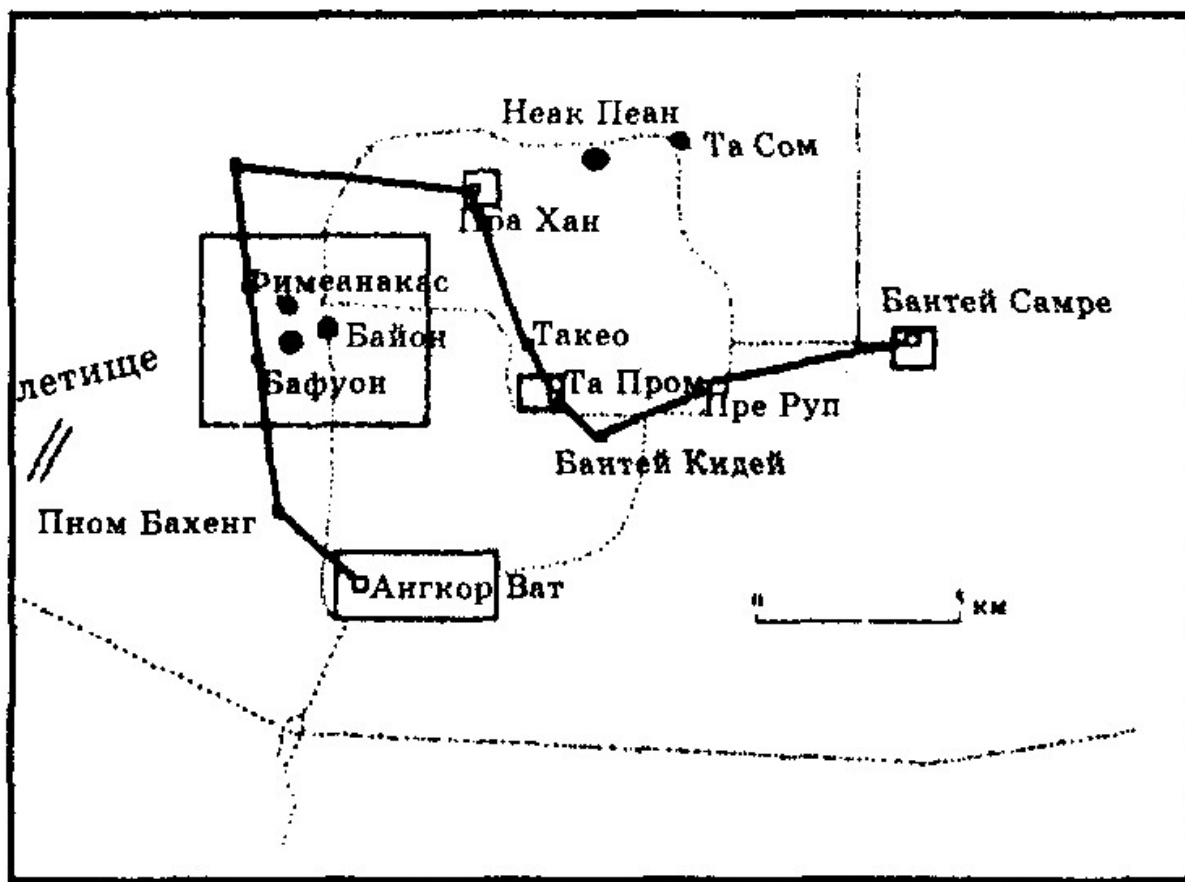 Неак Пеан
Та Сом
Пра Хан
Фимеанакас
Бантей Самре
Байон
Такео
летище
Бафуон
Та Пром
Пре Руп
Бантей Кидей
Пном Бахенг
Ангкор Ват
км